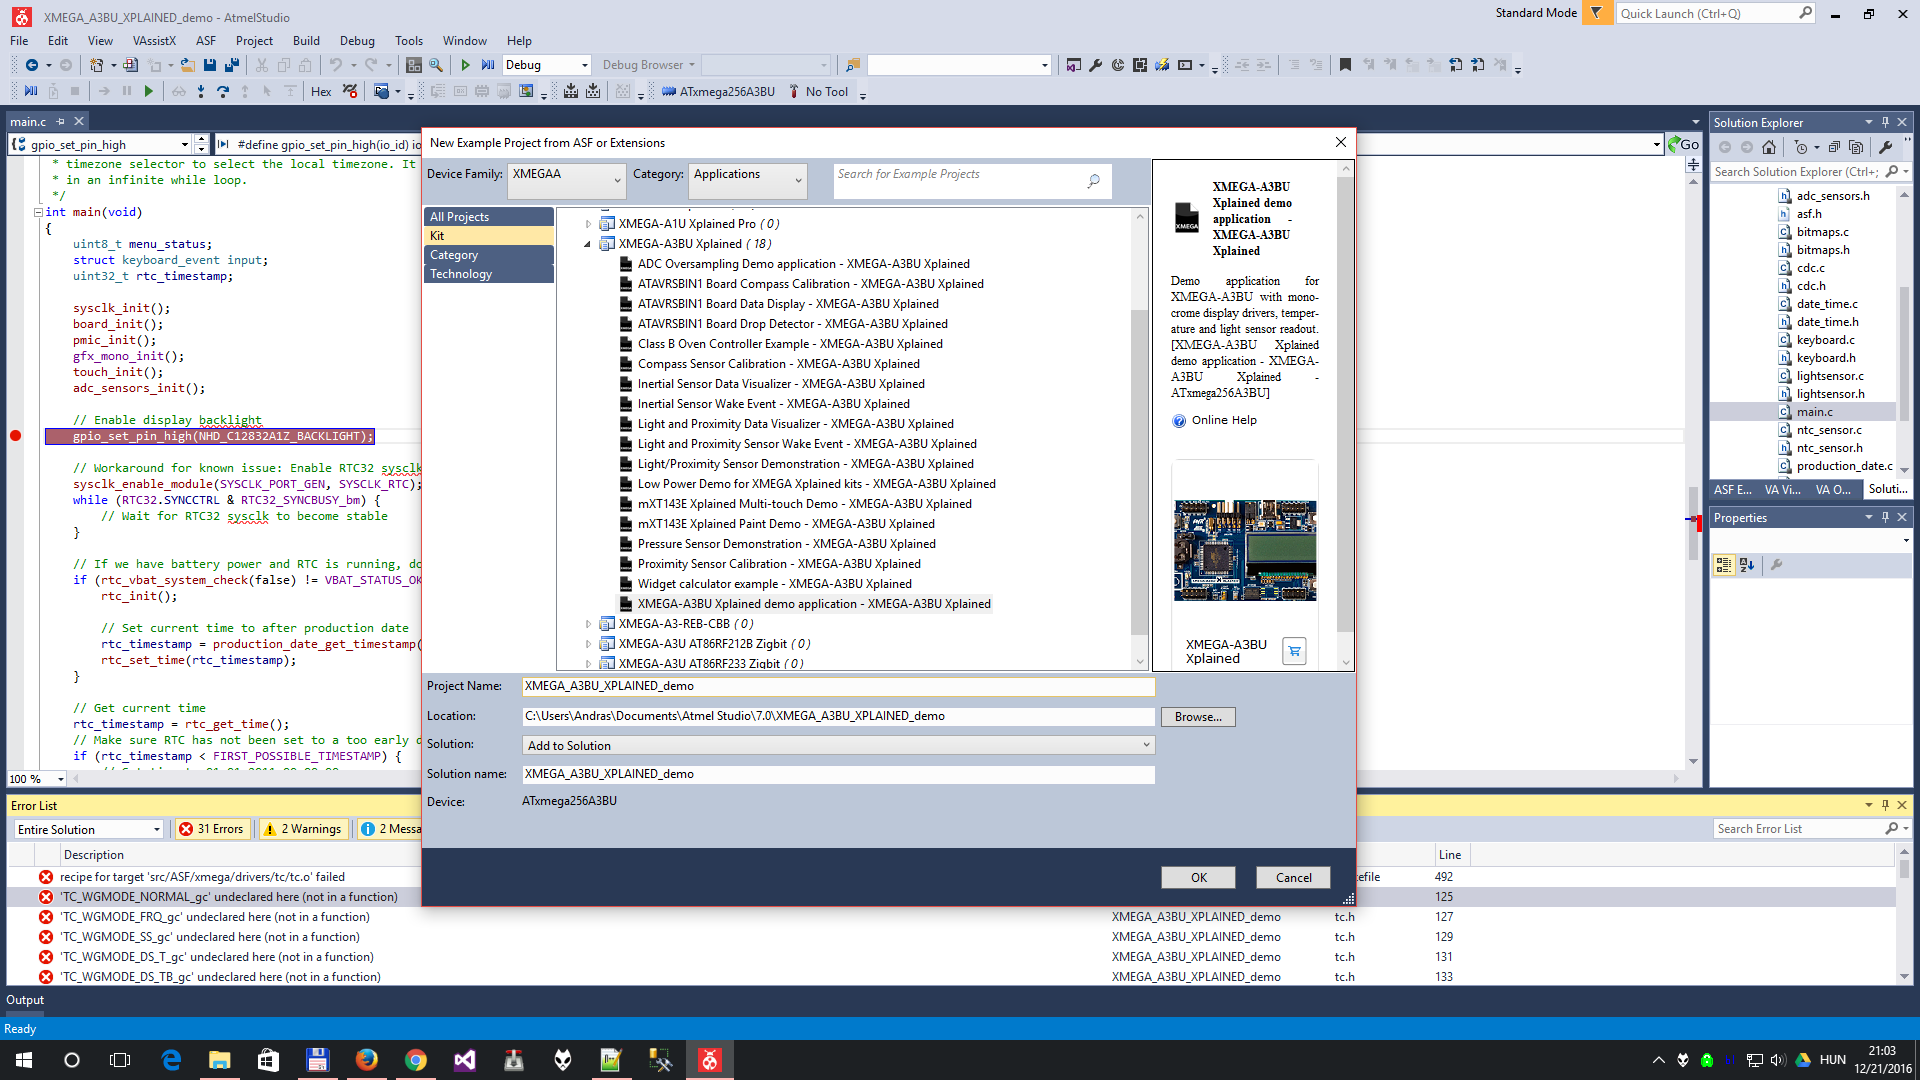 XMEGA_A3BU_XPLAINED_demo - AtmelStudio
Standard Mode
Quick Launch (Ctrl+Q)
File Edit View VAssistX ASF Project Build Debug Tools Window Help
Debug
Debug Browser
Hex
ATxmega256A3BU
No Tool
main.c
gpio_set_pin_high
#define gpio_set_pin_high(io_id) io
Go
* timezone selector to select the local timezone. It
* in an infinite while loop.
*/
int main(void)
{
uint8_t menu_status;
struct keyboard_event input;
uint32_t rtc_timestamp;
sysclk_init();
board_init();
pmic_init();
gfx_mono_init();
touch_init();
adc_sensors_init();
// Enable display backlight
gpio_set_pin_high(NHD_C12832A1Z_BACKLIGHT);
// Workaround for known issue: Enable RTC32 sysclk
sysclk_enable_module(SYSCLK_PORT_GEN, SYSCLK_RTC);
while (RTC32.SYNCCTRL & RTC32_SYNCBUSY_bm) {
// Wait for RTC32 sysclk to become stable
}
// If we have battery power and RTC is running, do
if (rtc_vbat_system_check(false) != VBAT_STATUS_OK
rtc_init();
// Set current time to after production date
rtc_timestamp = production_date_get_timestamp(
rtc_set_time(rtc_timestamp);
}
// Get current time
rtc_timestamp = rtc_get_time();
// Make sure RTC has not been set to a too early d
if (rtc_timestamp < FIRST_POSSIBLE_TIMESTAMP) {
100 %
New Example Project from ASF or Extensions
Device Family:
XMEGAA
Category:
Applications
Search for Example Projects
All Projects
Kit
Category
Technology
XMEGA-A1U Xplained Pro (0)
XMEGA-A3BU Xplained (18)
ADC Oversampling Demo application - XMEGA-A3BU Xplained
ATAVRSBIN1 Board Compass Calibration - XMEGA-A3BU Xplained
ATAVRSBIN1 Board Data Display - XMEGA-A3BU Xplained
ATAVRSBIN1 Board Drop Detector - XMEGA-A3BU Xplained
Class B Oven Controller Example - XMEGA-A3BU Xplained
Compass Sensor Calibration - XMEGA-A3BU Xplained
Inertial Sensor Data Visualizer - XMEGA-A3BU Xplained
Inertial Sensor Wake Event - XMEGA-A3BU Xplained
Light and Proximity Data Visualizer - XMEGA-A3BU Xplained
Light and Proximity Sensor Wake Event - XMEGA-A3BU Xplained
Light/Proximity Sensor Demonstration - XMEGA-A3BU Xplained
Low Power Demo for XMEGA Xplained kits - XMEGA-A3BU Xplained
mXT143E Xplained Multi-touch Demo - XMEGA-A3BU Xplained
mXT143E Xplained Paint Demo - XMEGA-A3BU Xplained
Pressure Sensor Demonstration - XMEGA-A3BU Xplained
Proximity Sensor Calibration - XMEGA-A3BU Xplained
Widget calculator example - XMEGA-A3BU Xplained
XMEGA-A3BU Xplained demo application - XMEGA-A3BU Xplained
XMEGA-A3-REB-CBB (0)
XMEGA-A3U AT86RF212B Zigbit (0)
XMEGA-A3U AT86RF233 Zigbit (0)
XMEGA
XMEGA-A3BU
Xplained demo
application -
XMEGA-A3BU
Xplained
Demo application for
XMEGA-A3BU with mono-
crome display drivers, temper-
ature and light sensor readout.
[XMEGA-A3BU Xplained
demo application - XMEGA-
A3BU Xplained -
ATxmega256A3BU]
Online Help
XMEGA-A3BU
Xplained
Project Name:
XMEGA_A3BU_XPLAINED_demo
Location:
C:\Users\Andras\Documents\Atmel Studio\7.0\XMEGA_A3BU_XPLAINED_demo
Browse...
Solution:
Add to Solution
Solution name:
XMEGA_A3BU_XPLAINED_demo
Device:
ATxmega256A3BU
OK
Cancel
Solution Explorer
Search Solution Explorer (Ctrl+;
adc_sensors.h
asf.h
bitmaps.c
bitmaps.h
cdc.c
cdc.h
date_time.c
date_time.h
keyboard.c
keyboard.h
lightsensor.c
lightsensor.h
main.c
ntc_sensor.c
ntc_sensor.h
production_date.c
ASF E... VA Vi... VA O... Soluti...
Properties
Error List
Entire Solution
31 Errors
2 Warnings
2 Messa
Search Error List
Description
Line
recipe for target 'src/ASF/xmega/drivers/tc/tc.o' failed
efile
492
'TC_WGMODE_NORMAL_gc' undeclared here (not in a function)
125
'TC_WGMODE_FRQ_gc' undeclared here (not in a function)
XMEGA_A3BU_XPLAINED_demo
tc.h
127
'TC_WGMODE_SS_gc' undeclared here (not in a function)
XMEGA_A3BU_XPLAINED_demo
tc.h
129
'TC_WGMODE_DS_T_gc' undeclared here (not in a function)
XMEGA_A3BU_XPLAINED_demo
tc.h
131
'TC_WGMODE_DS_TB_gc' undeclared here (not in a function)
XMEGA_A3BU_XPLAINED_demo
tc.h
133
Output
Ready
HUN
21:03
12/21/2016